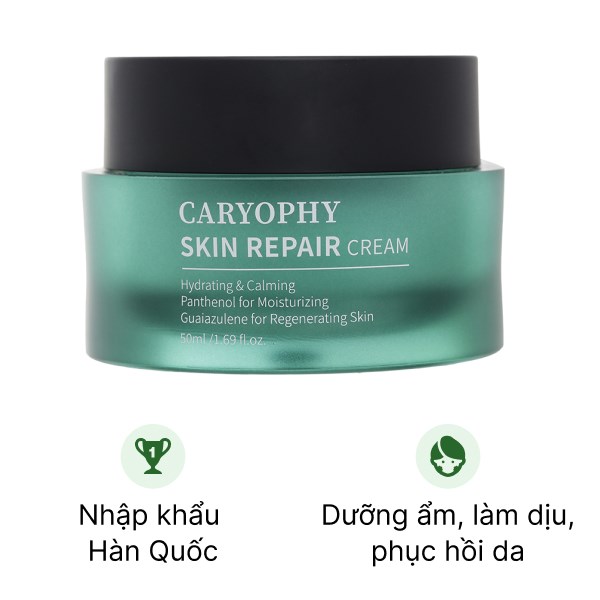 CARYOPHY
SKIN REPAIR CREAM
Hydrating & Calming
Panthenol for Moisturizing
Guaiazulene for Regenerating Skin
50ml /1.69 fl.oz.
1
Nhập khẩu
Hàn Quốc
Dưỡng ẩm, làm dịu,
phục hồi da